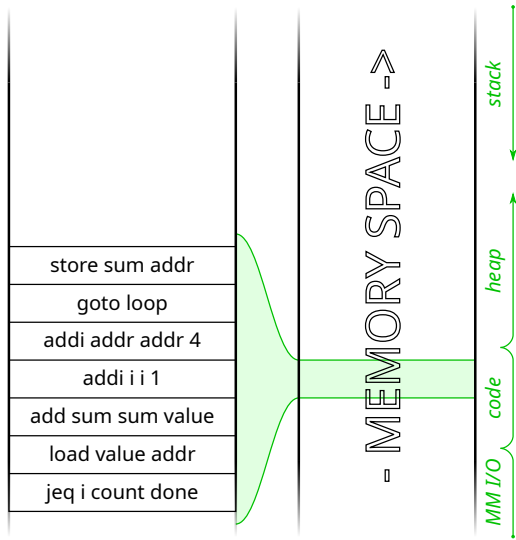 store sum addr
goto loop
addi addr addr 4
addi i i 1
add sum sum value
load value addr
jeq i count done
- MEMORY SPACE ->
stack
heap
code
MM I/O